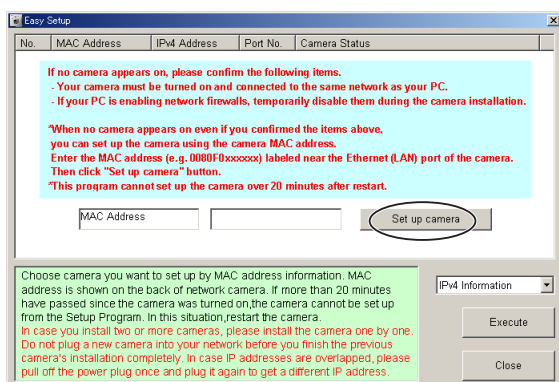 Easy Setup
No. MAC Address IPv4 Address Port No. Camera Status
If no camera appears on, please confirm the following items.
- Your camera must be turned on and connected to the same network as your PC.
- If your PC is enabling network firewalls, temporarily disable them during the camera installation.
*When no camera appears on even if you confirmed the items above,
you can set up the camera using the camera MAC
address.
Enter the MAC address (e.g. 0080F0xxxxxx) labeled near the Ethernet (LAN) port of the camera.
Then click "Set up
camera" button.
*This program cannot set up the camera over 20 minutes after restart.
MAC Address Set up camera
Choose camera you want to set up by MAC address information. MAC
address is shown on the back of network camera. If more than 20 minutes
have passed since the camera was turned on,the camera cannot be set up
from the Setup Program. In this situation,restart the camera.
In case you install two or more cameras, please install the camera one by one.
Do not plug a new camera into your network before you finish the previous
camera's installation completely. In case IP addresses are overlapped, please
pull off the power plug once and plug it again to get a different IP address.
IPv4 Information
Execute
Close